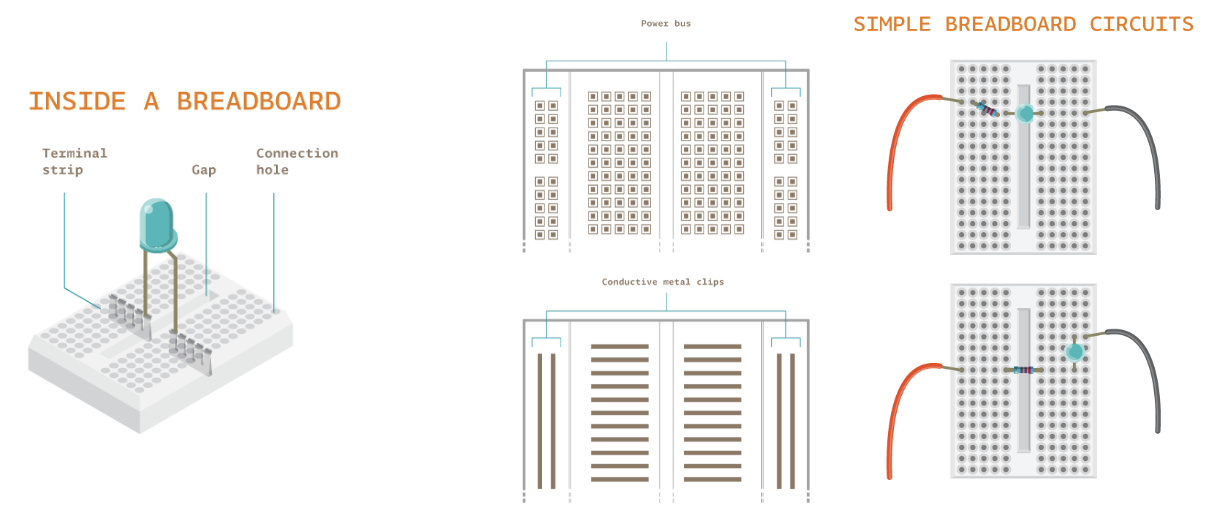 INSIDE A BREADBOARD
Terminal
strip
Gap
Connection
hole
Power bus
Conductive metal clips
SIMPLE BREADBOARD CIRCUITS